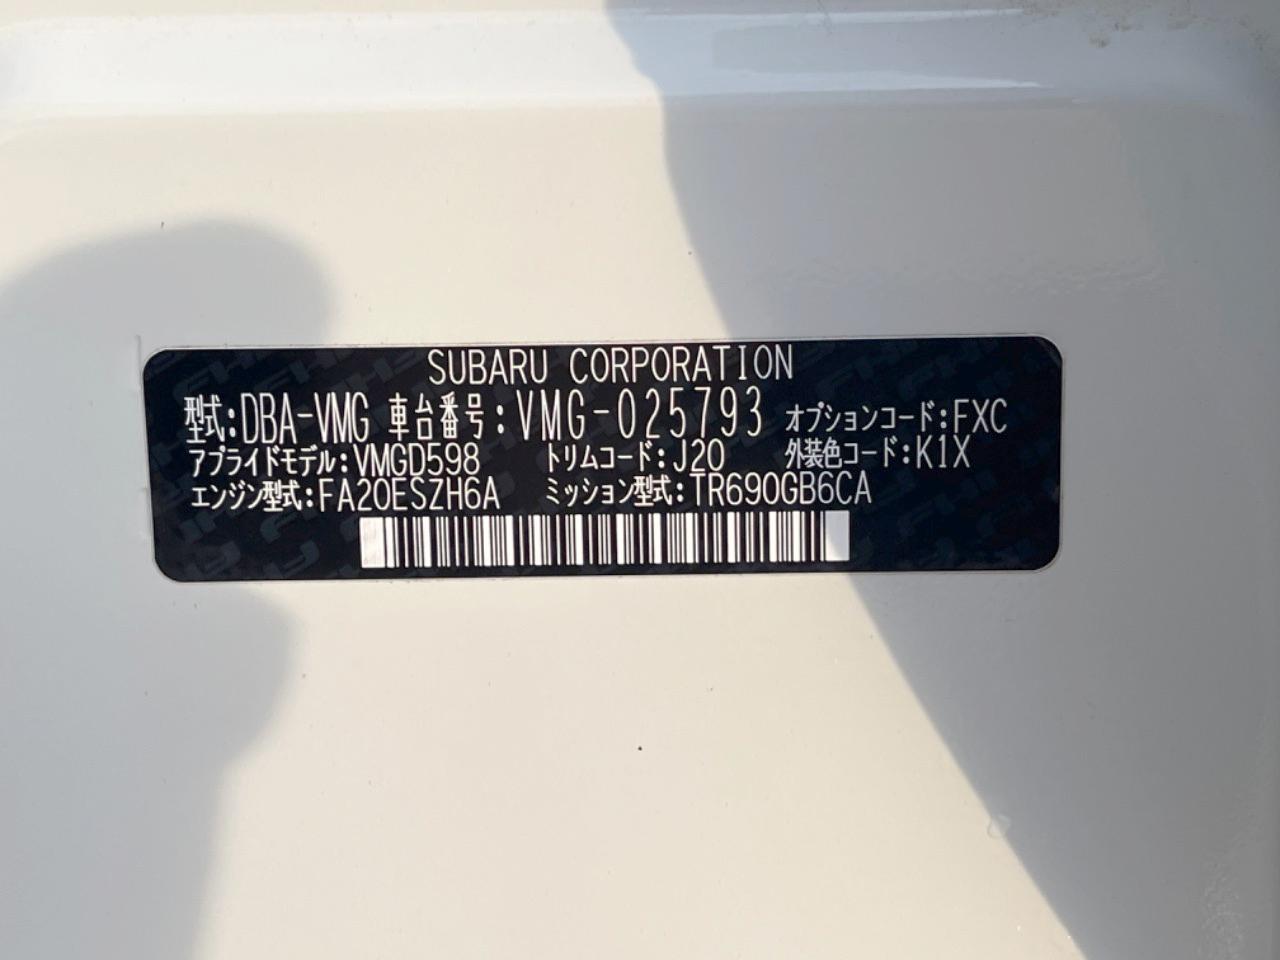 SUBARU CORPORATION
型式:DBA-VMG 車台番号:VMG-025793 オプションコード:FXC
アプライドモデル:VMGD598 トリムコード:J20 外装色コード:K1X
エンジン型式:FA20ESZH6A ミッション型式:TR690GB6CA